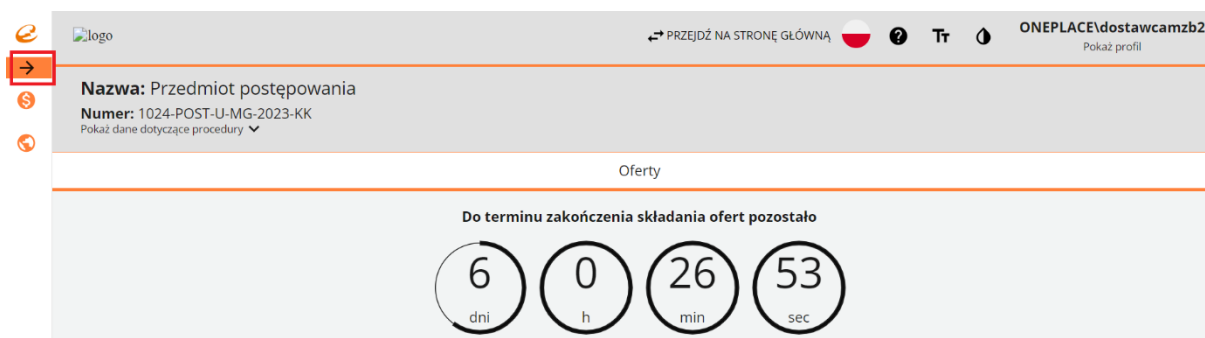 logo
PRZEJDŹ NA STRONĘ GŁÓWNĄ
Tт
ONEPLACE\dostawcamzb2
Pokaż profil
Nazwa: Przedmiot postępowania
Numer: 1024-POST-U-MG-2023-KK
Pokaż dane dotyczące procedury
Oferty
Do terminu zakończenia składania ofert pozostało
6 0 26 53
dni h min sec